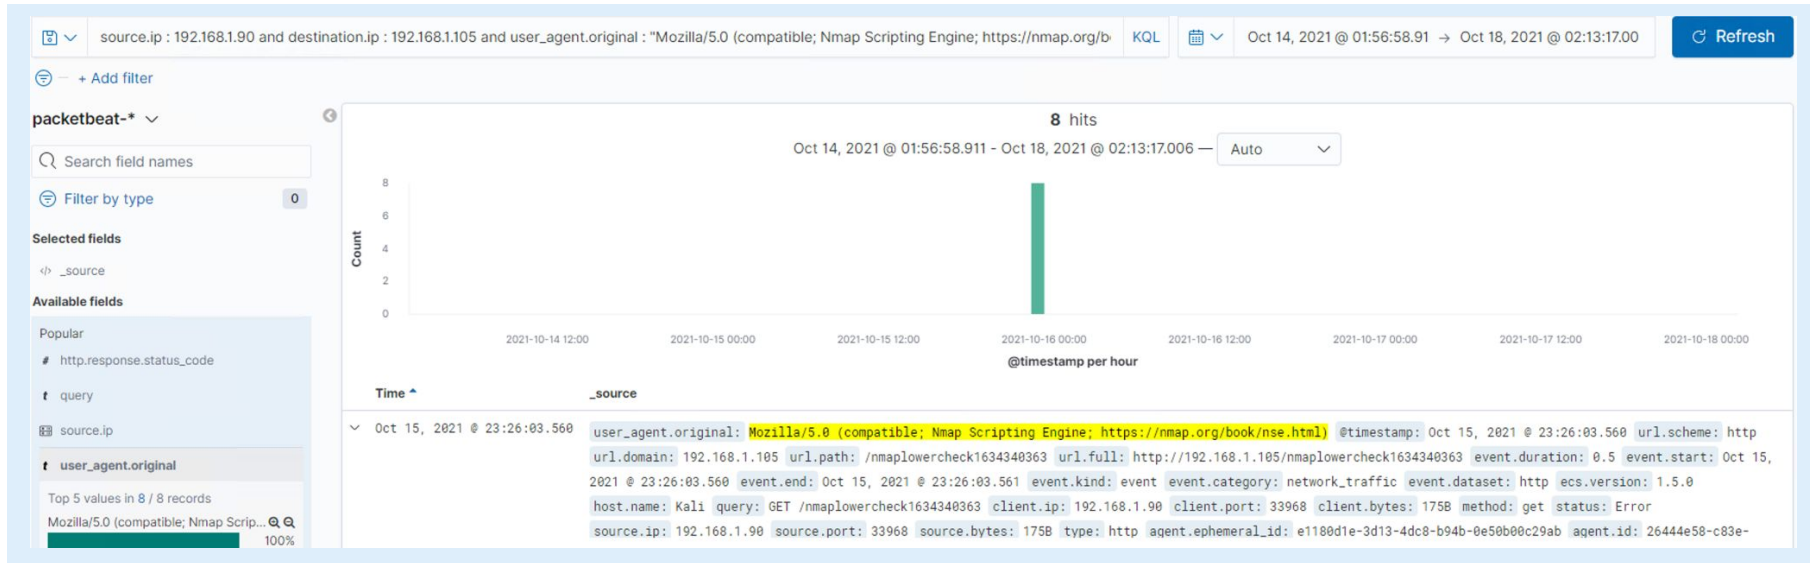 source.ip : 192.168.1.90 and destination.ip : 192.168.1.105 and user_agent.original : "Mozilla/5.0 (compatible; Nmap Scripting Engine; https://nmap.org/b
KQL
Oct 14, 2021 @ 01:56:58.91 → Oct 18, 2021 @ 02:13:17.00
Refresh
+ Add filter
packetbeat-*
Search field names
Filter by type 0
Selected fields
</> _source
Available fields
Popular
# http.response.status_code
t query
source.ip
t user_agent.original
Top 5 values in 8 / 8 records
Mozilla/5.0 (compatible; Nmap Scrip...
100%
8 hits
Oct 14, 2021 @ 01:56:58.911 - Oct 18, 2021 @ 02:13:17.006 — Auto
Count
8
6
4
2
0
2021-10-14 12:00 2021-10-15 00:00 2021-10-15 12:00 2021-10-16 00:00 2021-10-16 12:00 2021-10-17 00:00 2021-10-17 12:00 2021-10-18 00:00
@timestamp per hour
Time _source
Oct 15, 2021 @ 23:26:03.560 user_agent.original: Mozilla/5.0 (compatible; Nmap Scripting Engine; https://nmap.org/book/nse.html) @timestamp: Oct 15, 2021 @ 23:26:03.560 url.scheme: http
url.domain: 192.168.1.105 url.path: /nmaplowercheck1634340363 url.full: http://192.168.1.105/nmaplowercheck1634340363 event.duration: 0.5 event.start: Oct 15,
2021 @ 23:26:03.560 event.end: Oct 15, 2021 @ 23:26:03.561 event.kind: event event.category: network_traffic event.dataset: http ecs.version: 1.5.0
host.name: Kali query: GET /nmaplowercheck1634340363 client.ip: 192.168.1.90 client.port: 33968 client.bytes: 175B method: get status: Error
source.ip: 192.168.1.90 source.port: 33968 source.bytes: 175B type: http agent.ephemeral_id: e1180d1e-3d13-4dc8-b94b-0e50b00c29ab agent.id: 26444e58-c83e-